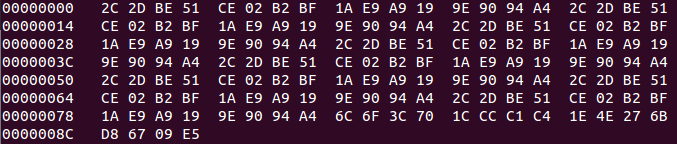 00000000 2C 2D BE 51 CE 02 B2 BF 1A E9 A9 19 9E 90 94 A4 2C 2D BE 51
00000014 CE 02 B2 BF 1A E9 A9 19 9E 90 94 A4 2C 2D BE 51 CE 02 B2 BF
00000028 1A E9 A9 19 9E 90 94 A4 2C 2D BE 51 CE 02 B2 BF 1A E9 A9 19
0000003C 9E 90 94 A4 2C 2D BE 51 CE 02 B2 BF 1A E9 A9 19 9E 90 94 A4
00000050 2C 2D BE 51 CE 02 B2 BF 1A E9 A9 19 9E 90 94 A4 2C 2D BE 51
00000064 CE 02 B2 BF 1A E9 A9 19 9E 90 94 A4 2C 2D BE 51 CE 02 B2 BF
00000078 1A E9 A9 19 9E 90 94 A4 6C 6F 3C 70 1C CC C1 C4 1E 4E 27 6B
0000008C D8 67 09 E5